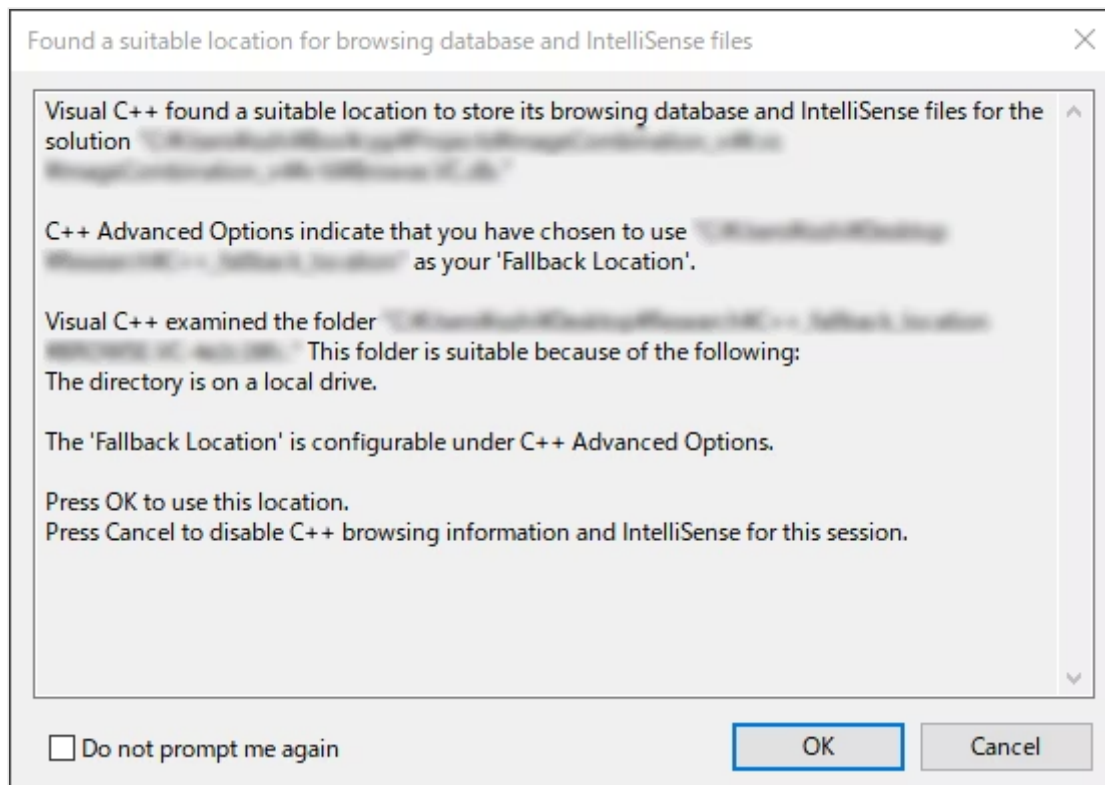 Found a suitable location for browsing database and IntelliSense files
Visual C++ found a suitable location to store its browsing database and IntelliSense files for the
solution
C++ Advanced Options indicate that you have chosen to use
as your 'Fallback Location'.
Visual C++ examined the folder
This folder is suitable because of the following:
The directory is on a local drive.
The 'Fallback Location' is configurable under C++ Advanced Options.
Press OK to use this location.
Press Cancel to disable C++ browsing information and IntelliSense for this session.
Do not prompt me again
OK
Cancel